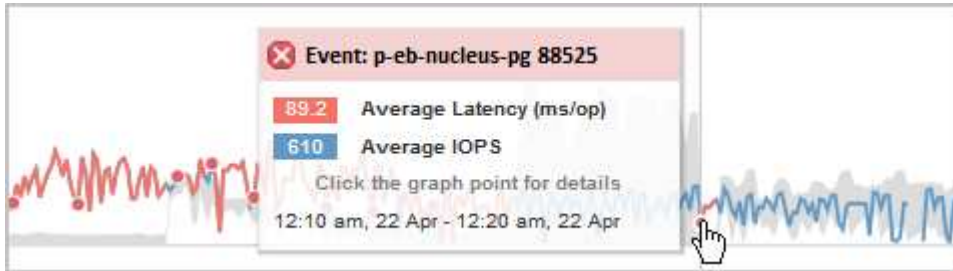 Event: p-eb-nucleus-pg 88525
89.2 Average Latency (ms/op)
610 Average IOPS
Click the graph point for details
12:10 am, 22 Apr - 12:20 am, 22 Apr